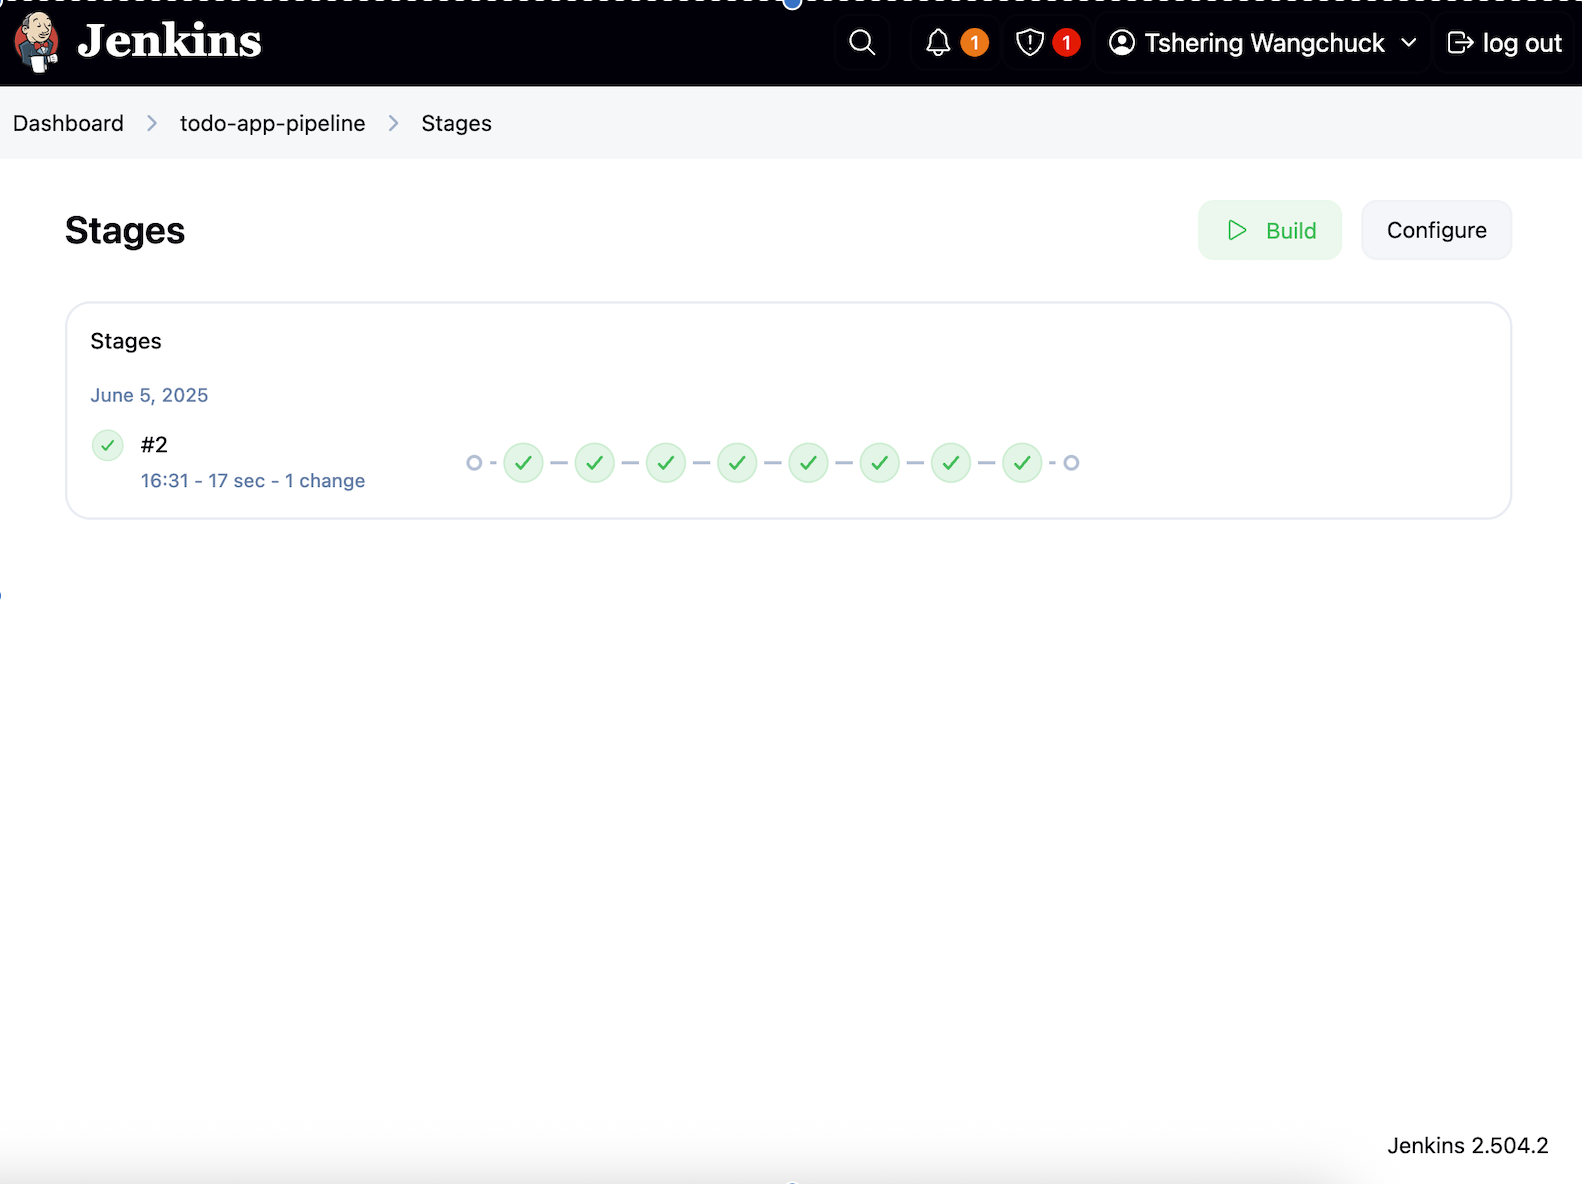 Jenkins
1
1
Tshering Wangchuck
log out
Dashboard
todo-app-pipeline
Stages
Stages
Build
Configure
Stages
June 5, 2025
#2
16:31 - 17 sec - 1 change
Jenkins 2.504.2